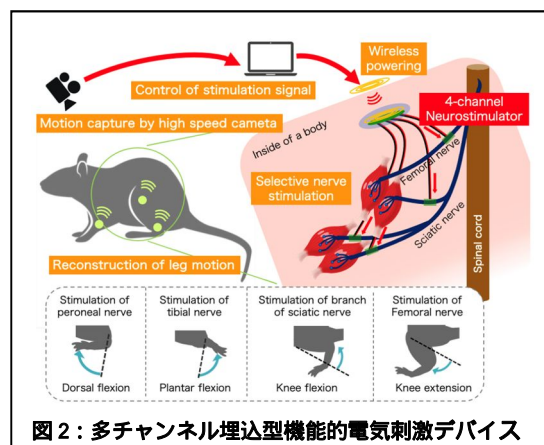 Wireless
powering
Control of stimulation signal
4-channel
Neurostimulator
Motion capture by high speed cameta
Inside of a body
Femoral nerve
Selective nerve
stimulation
Sciatic nerve
Spinal cord
Reconstruction of leg motion
Stimulation of
peroneal nerve
Dorsal flexion
Stimulation of
tibial nerve
Plantar flexion
Stimulation of branch
of sciatic nerve
Knee flexion
Stimulation of
Femoral nerve
Knee extension
図2:多チャンネル埋込型機能的電気刺激デバイス